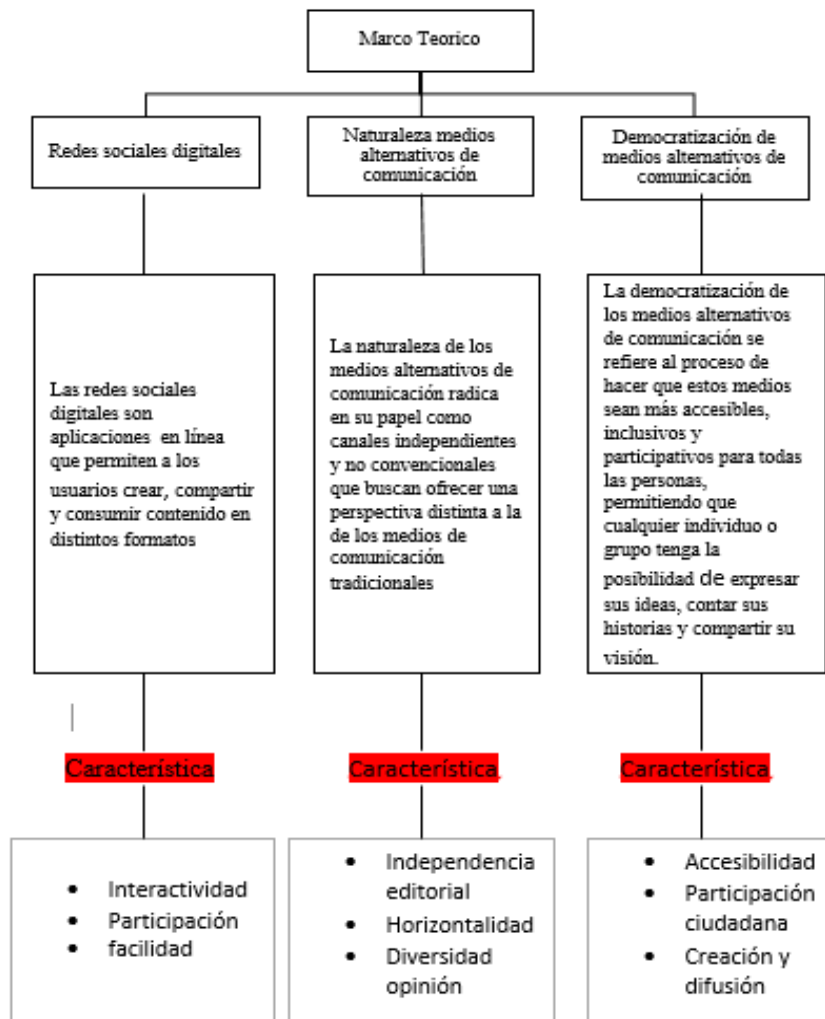 Marco Teorico
Redes sociales digitales
Naturaleza medios
alternativos de
comunicación
Democratización de
medios alternativos de
comunicación
Las redes sociales
digitales son
aplicaciones en línea
que permiten a los
usuarios crear, compartir
y consumir contenido en
distintos formatos
La naturaleza de los
medios alternativos de
comunicación radica
en su papel como
canales independientes
y no convencionales
que buscan ofrecer una
perspectiva distinta a la
de los medios de
comunicación
tradicionales
La democratización de
los medios alternativos
de comunicación se
refiere al proceso de
hacer que estos medios
sean más accesibles,
inclusivos y
participativos para todas
las personas,
permitiendo que
cualquier individuo o
grupo tenga la
posibilidad de expresar
sus ideas, contar sus
historias y compartir su
visión.
Característica
Característica
Característica
• Interactividad
• Participación
• facilidad
• Independencia
editorial
• Horizontalidad
• Diversidad
opinión
• Accesibilidad
• Participación
ciudadana
• Creación y
difusión